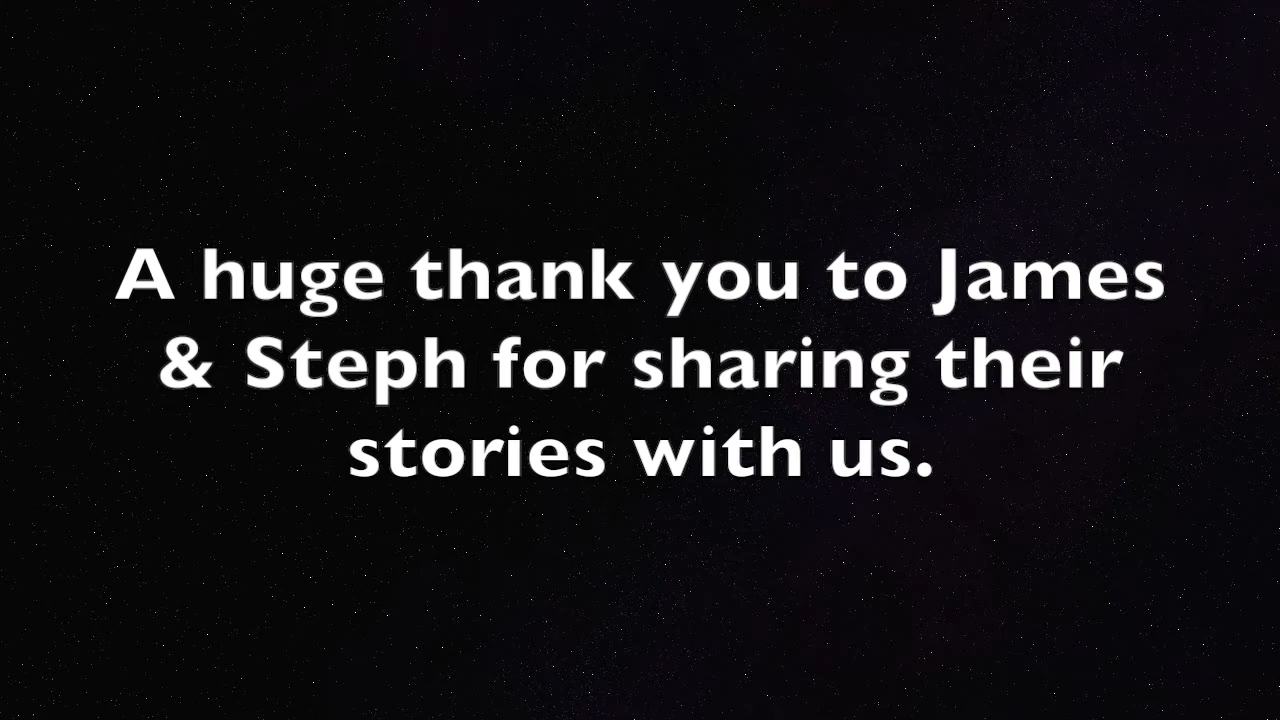 A huge thank you to James
& Steph for sharing their
stories with us.